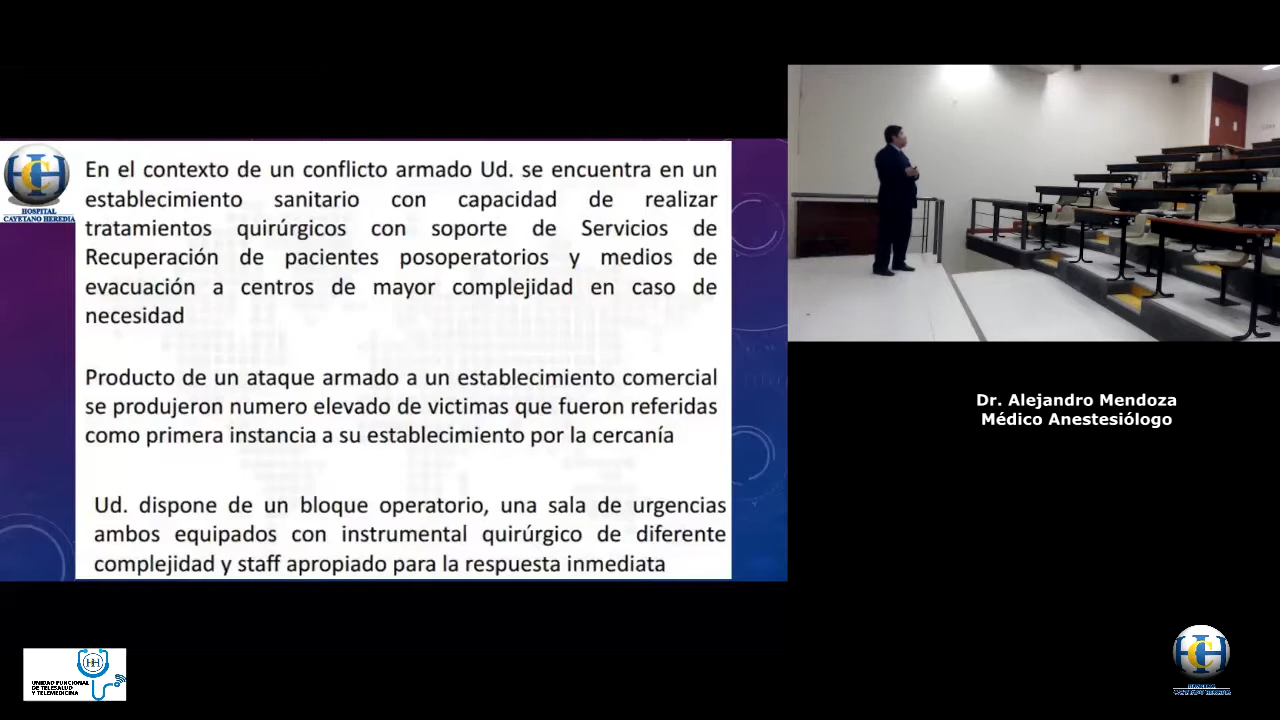 HOSPITAL
CAYETANO HEREDIA
En el contexto de un conflicto armado Ud. se encuentra en un
establecimiento sanitario con capacidad de realizar
tratamientos quirúrgicos con soporte de Servicios de
Recuperación de pacientes posoperatorios y medios de
evacuación a centros de mayor complejidad en caso de
necesidad
Producto de un ataque armado a un establecimiento comercial
se produjeron numero elevado de victimas que fueron referidas
como primera instancia a su establecimiento por la cercanía
Ud. dispone de un bloque operatorio, una sala de urgencias
ambos equipados con instrumental quirúrgico de diferente
complejidad y staff apropiado para la respuesta inmediata
Dr. Alejandro Mendoza
Médico Anestesiólogo
UNIDAD FUNCIONAL
DE TELESALUD
Y TELEMEDICINA
HOSPITAL
CAYETANO HEREDIA